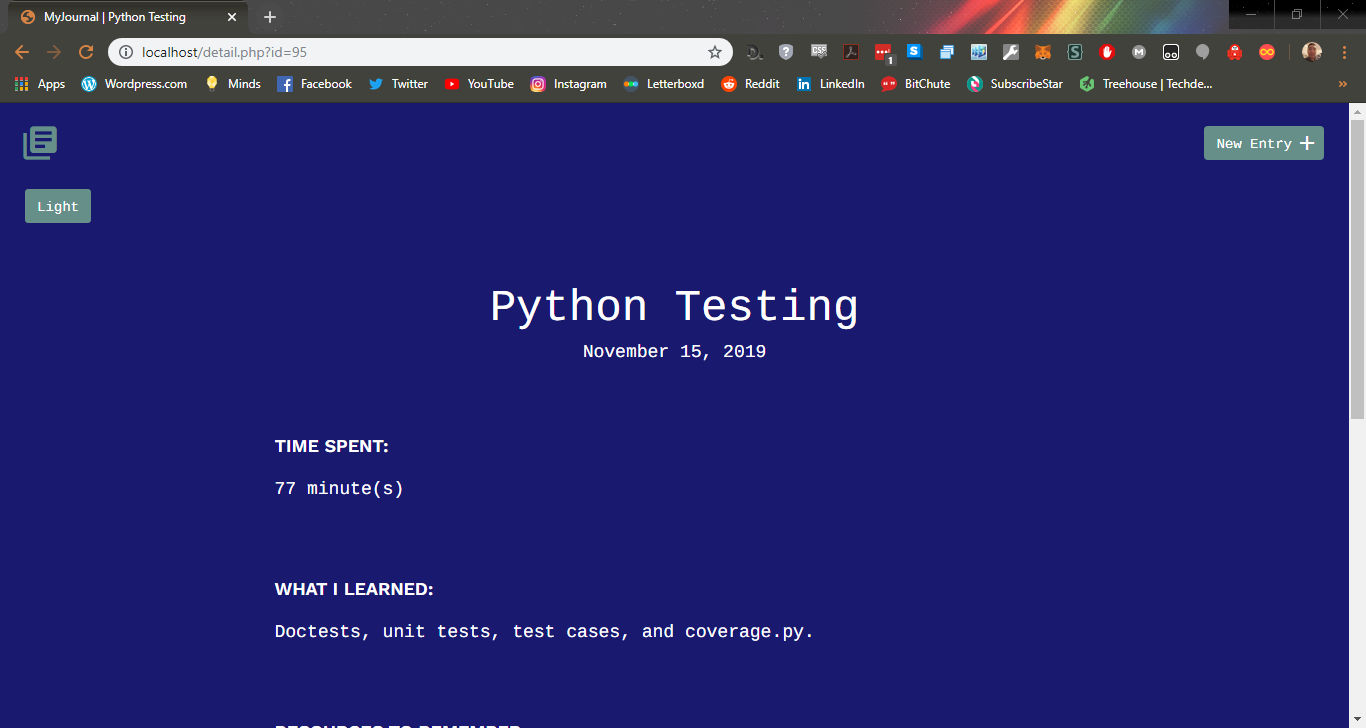 MyJournal | Python Testing
localhost/detail.php?id=95
1
Apps Wordpress.com Minds Facebook Twitter YouTube Instagram Letterboxd Reddit LinkedIn BitChute SubscribeStar Treehouse | Techde...
New Entry
Light
Python Testing
November 15, 2019
TIME SPENT:
77 minute(s)
WHAT I LEARNED:
Doctests, unit tests, test cases, and coverage.py.